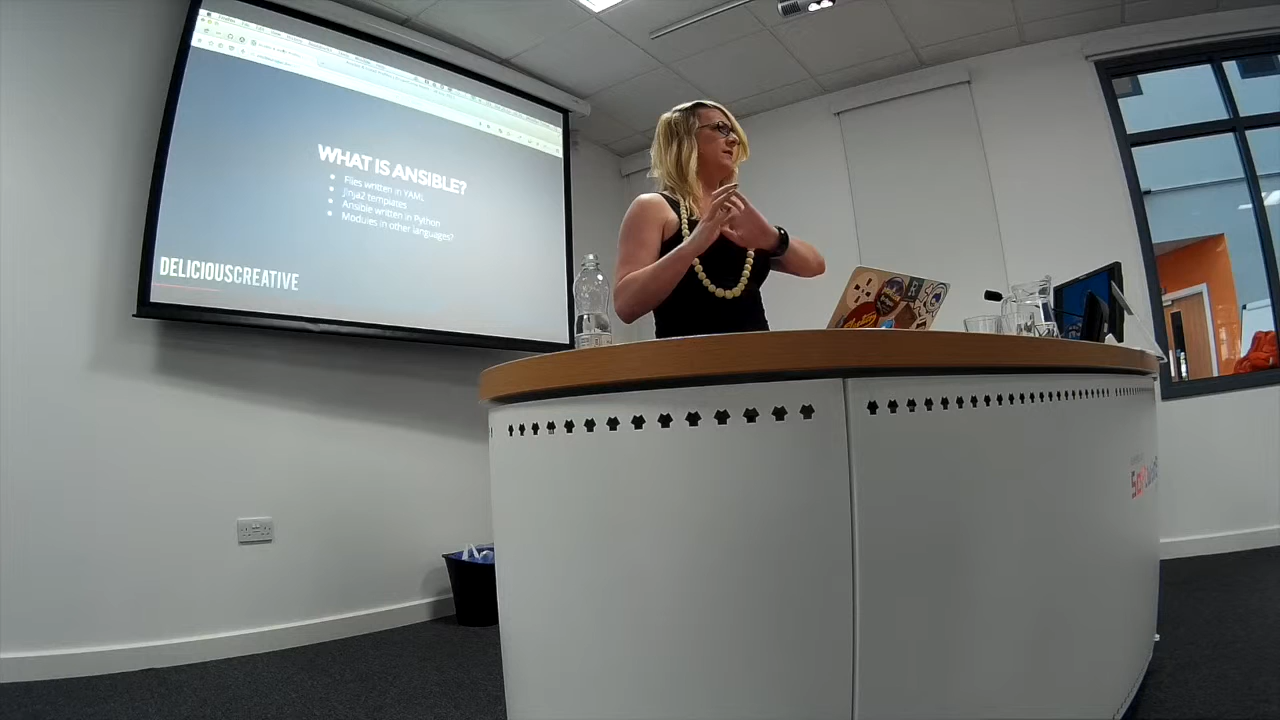 WHAT IS ANSIBLE?
Files written in YAML
Jinja2 templates
Ansible written in Python
Modules in other languages?
DELICIOUSCREATIVE